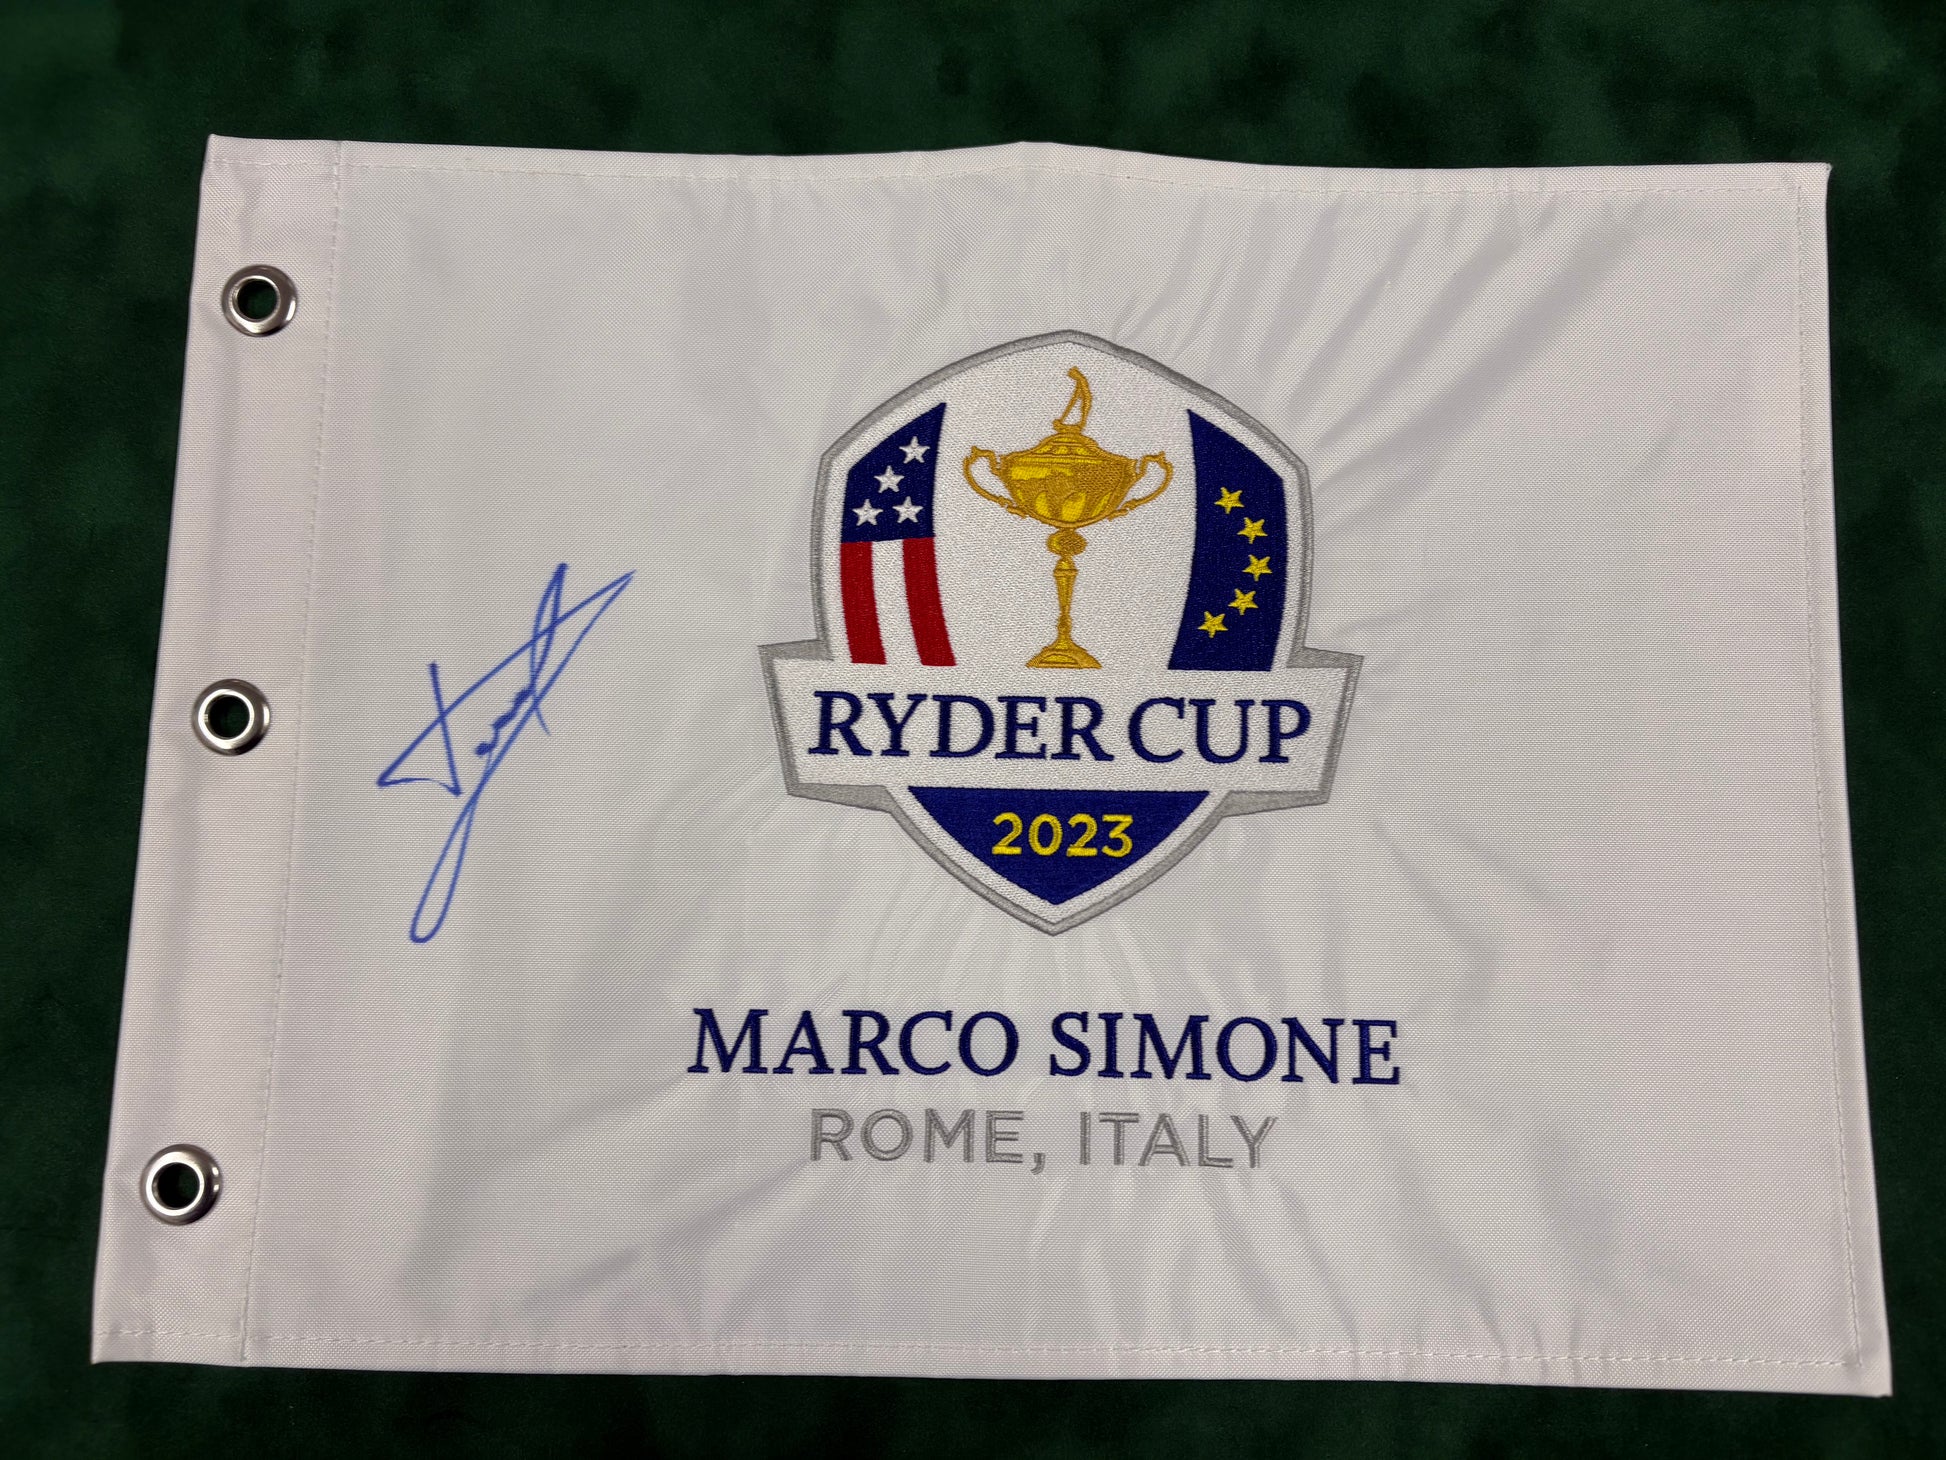 RYDER CUP
2023
MARCO SIMONE
ROME, ITALY